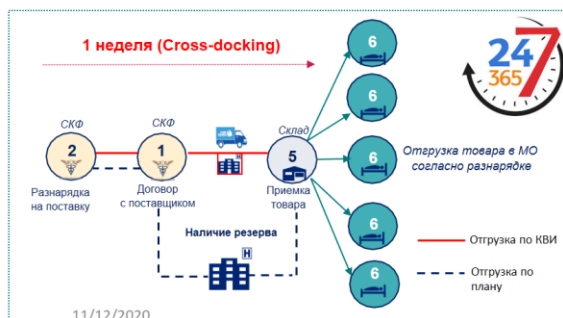 1 неделя (Cross-docking)
24
7
365
6
6
6
6
6
СКФ
СКФ
Склад
2
1
5
Разнарядка
на поставку
Договор
с поставщиком
Приемка
товара
Отгрузка товара в МО
согласно разнарядке
Наличие резерва
H
Отгрузка по КВИ
Отгрузка по
плану
11/12/2020